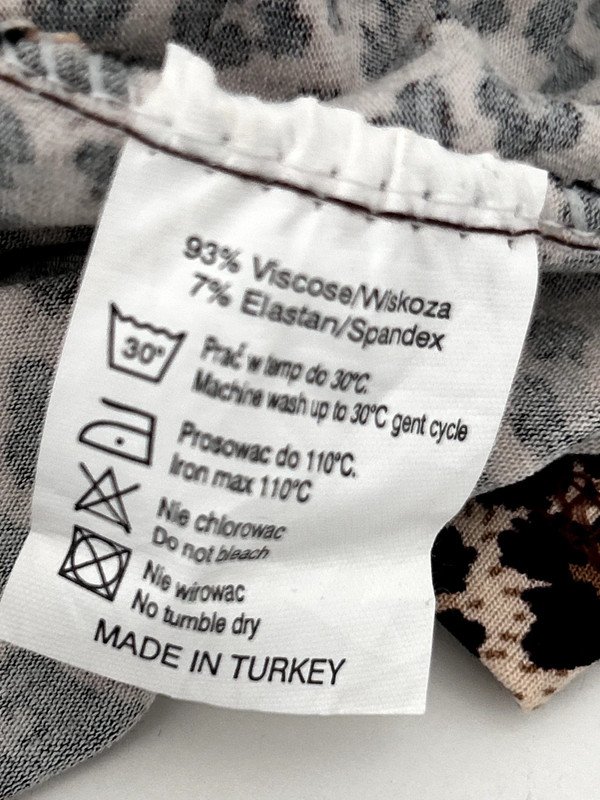 93% Viscose/Wiskoza
7% Elastan/Spandex
30° Prać w temp do 30°C.
Machine wash up to 30°C gent cycle
Prosowac do 110°C.
Iron max 110°C
Nie chlorowac
Do not bleach
Nie wirowac
No tumble dry
MADE IN TURKEY